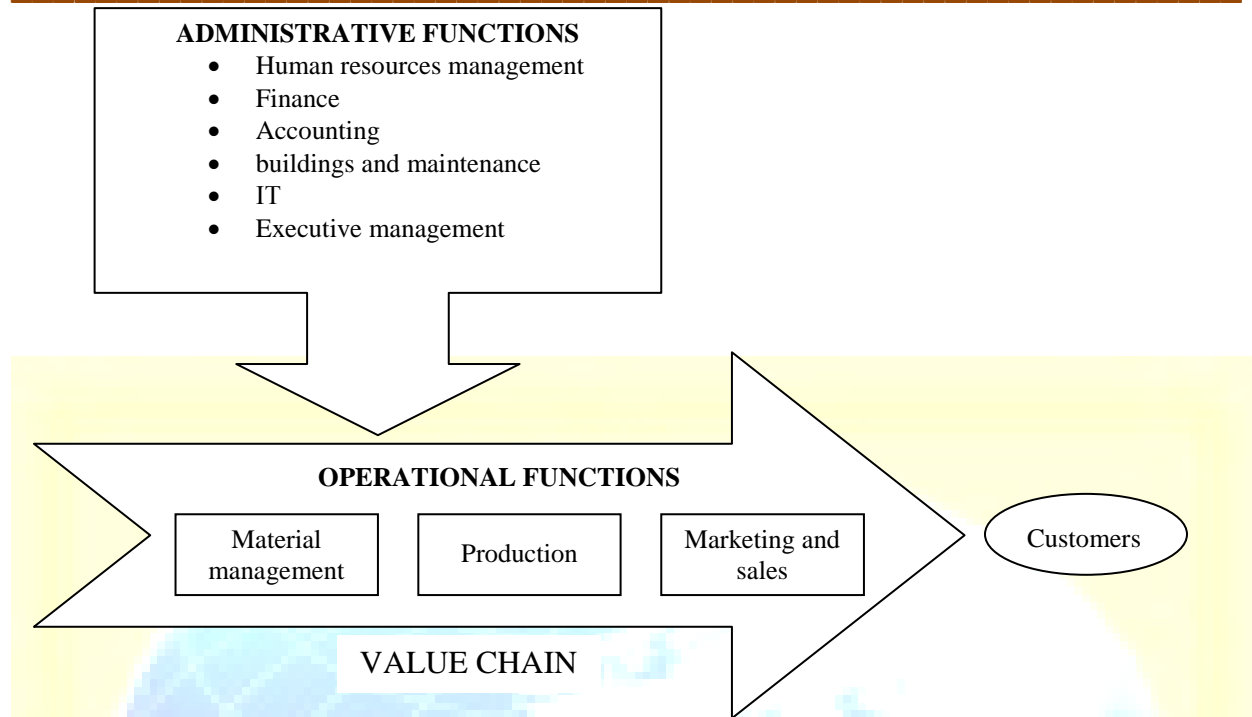 ADMINISTRATIVE FUNCTIONS
• Human resources management
• Finance
• Accounting
• buildings and maintenance
• IT
• Executive management
OPERATIONAL FUNCTIONS
Material
management
Production
Marketing and
sales
Customers
VALUE CHAIN